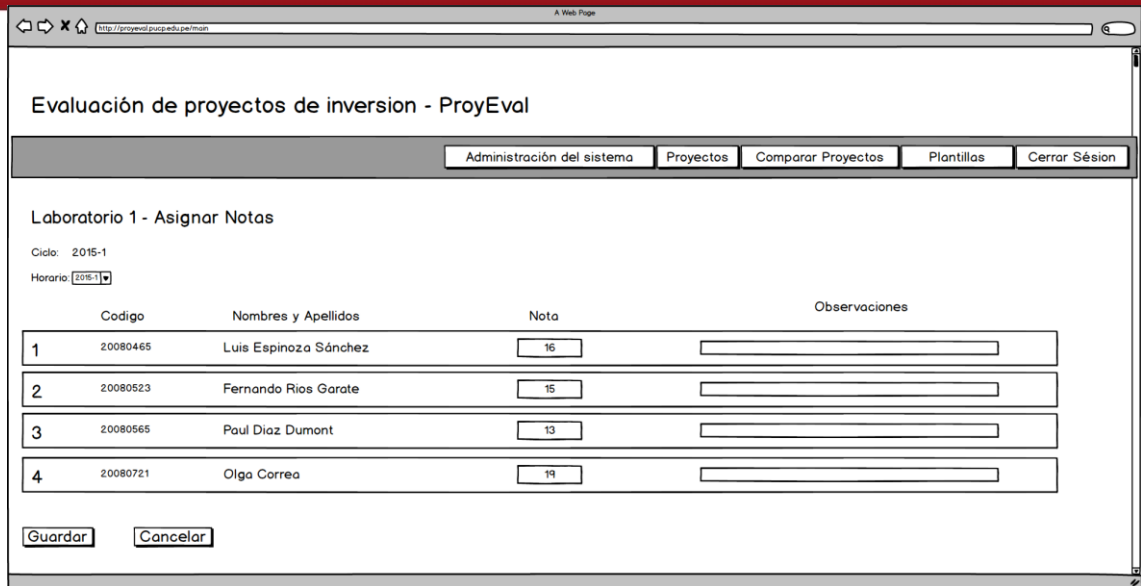 A Web Page
http://proyeval.pucp.edu.pe/main
Evaluación de proyectos de inversion - ProyEval
Administración del sistema Proyectos Comparar Proyectos Plantillas Cerrar Sésion
Laboratorio 1 - Asignar Notas
Ciclo: 2015-1
Horario: 2015-1
Codigo Nombres y Apellidos Nota Observaciones
1 20080465 Luis Espinoza Sánchez 16
2 20080523 Fernando Rios Garate 15
3 20080565 Paul Diaz Dumont 13
4 20080721 Olga Correa 19
Guardar Cancelar